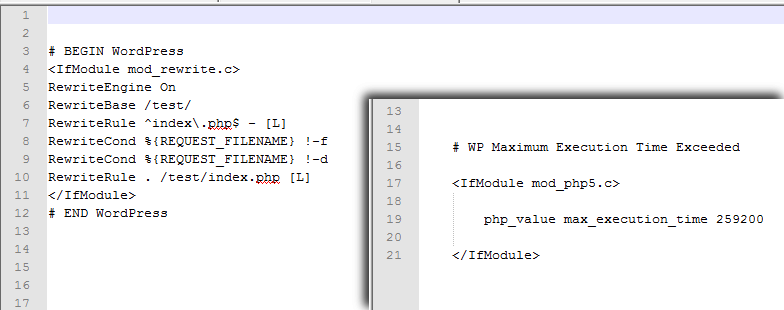 1
2
3 # BEGIN WordPress
4 <IfModule mod_rewrite.c>
5 RewriteEngine On
6 RewriteBase /test/
7 RewriteRule ^index\.php$ - [L]
8 RewriteCond %{REQUEST_FILENAME} !-f
9 RewriteCond %{REQUEST_FILENAME} !-d
10 RewriteRule . /test/index.php [L]
11 </IfModule>
12 # END WordPress
13
14
15
16
17
13
14
15 # WP Maximum Execution Time Exceeded
16
17 <IfModule mod_php5.c>
18
19 php_value max_execution_time 259200
20
21 </IfModule>